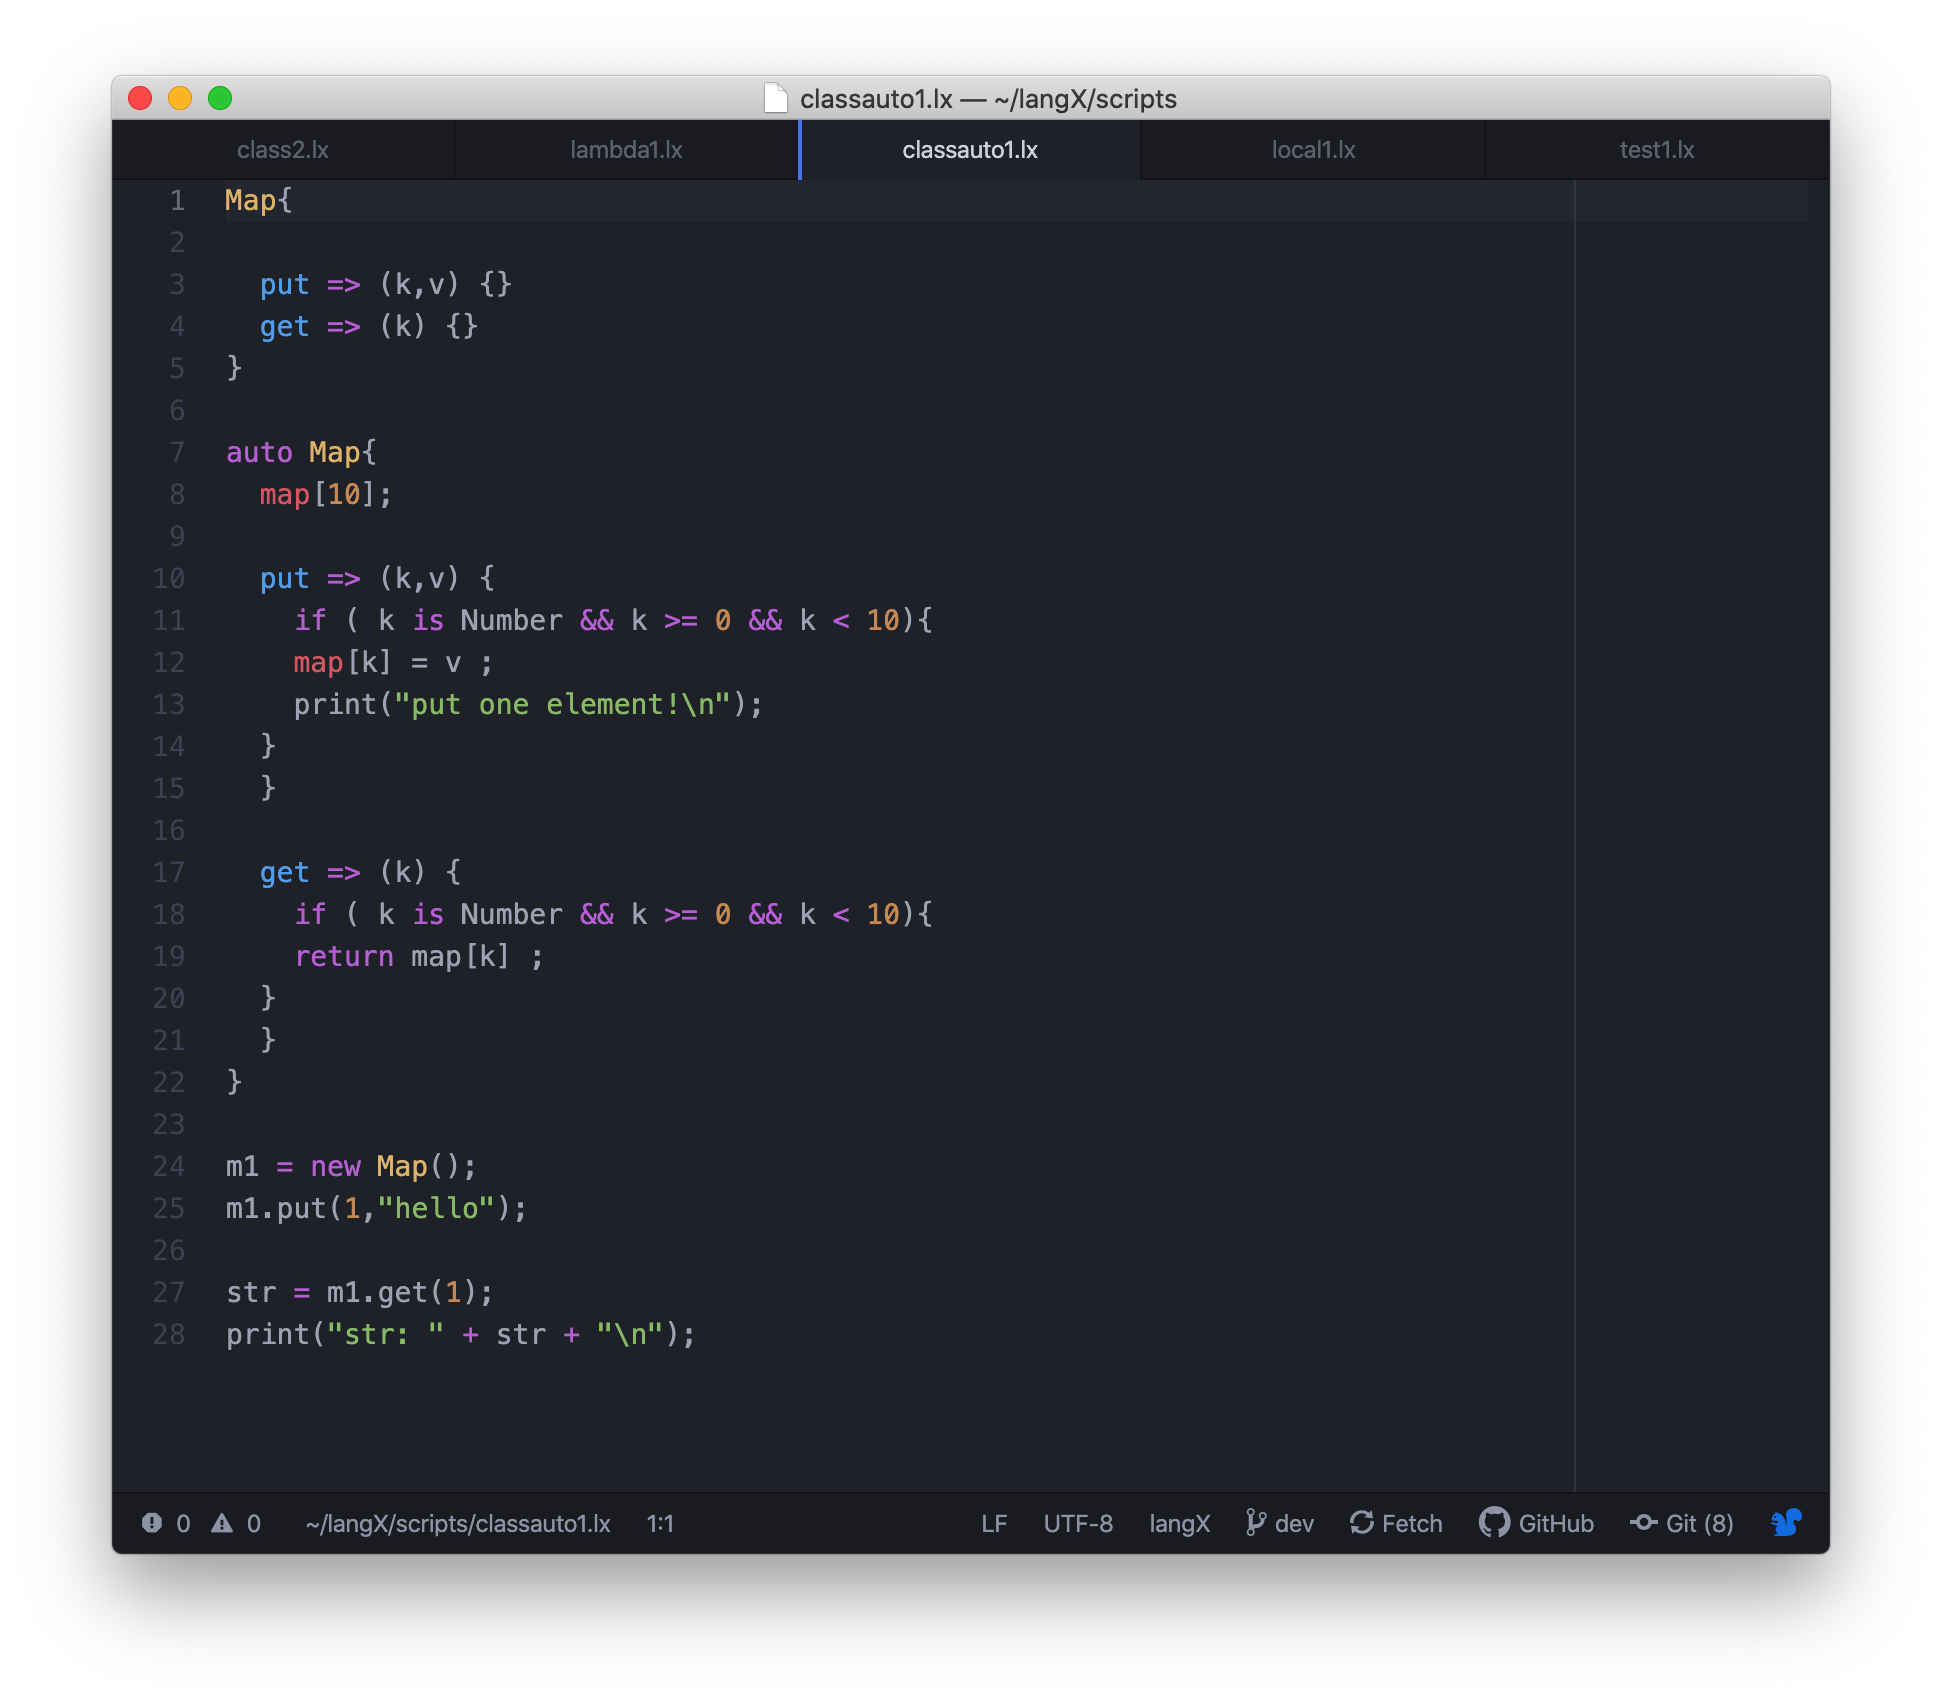 classauto1.lx — ~/langX/scripts
class2.lx lambda1.lx classauto1.lx local1.lx test1.lx
1 Map{
2
3   put => (k,v) {}
4   get => (k) {}
5 }
6
7 auto Map{
8   map[10];
9
10   put => (k,v) {
11     if ( k is Number && k >= 0 && k < 10){
12     map[k] = v ;
13     print("put one element!\n");
14   }
15   }
16
17   get => (k) {
18     if ( k is Number && k >= 0 && k < 10){
19     return map[k] ;
20   }
21   }
22 }
23
24 m1 = new Map();
25 m1.put(1,"hello");
26
27 str = m1.get(1);
28 print("str: " + str + "\n");
0 0 ~/langX/scripts/classauto1.lx 1:1 LF UTF-8 langX dev Fetch GitHub Git (8)